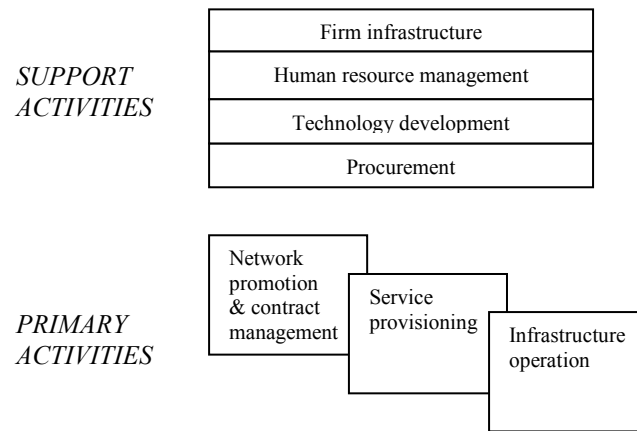 SUPPORT
ACTIVITIES
Firm infrastructure
Human resource management
Technology development
Procurement
PRIMARY
ACTIVITIES
Network
promotion
& contract
management
Service
provisioning
Infrastructure
operation